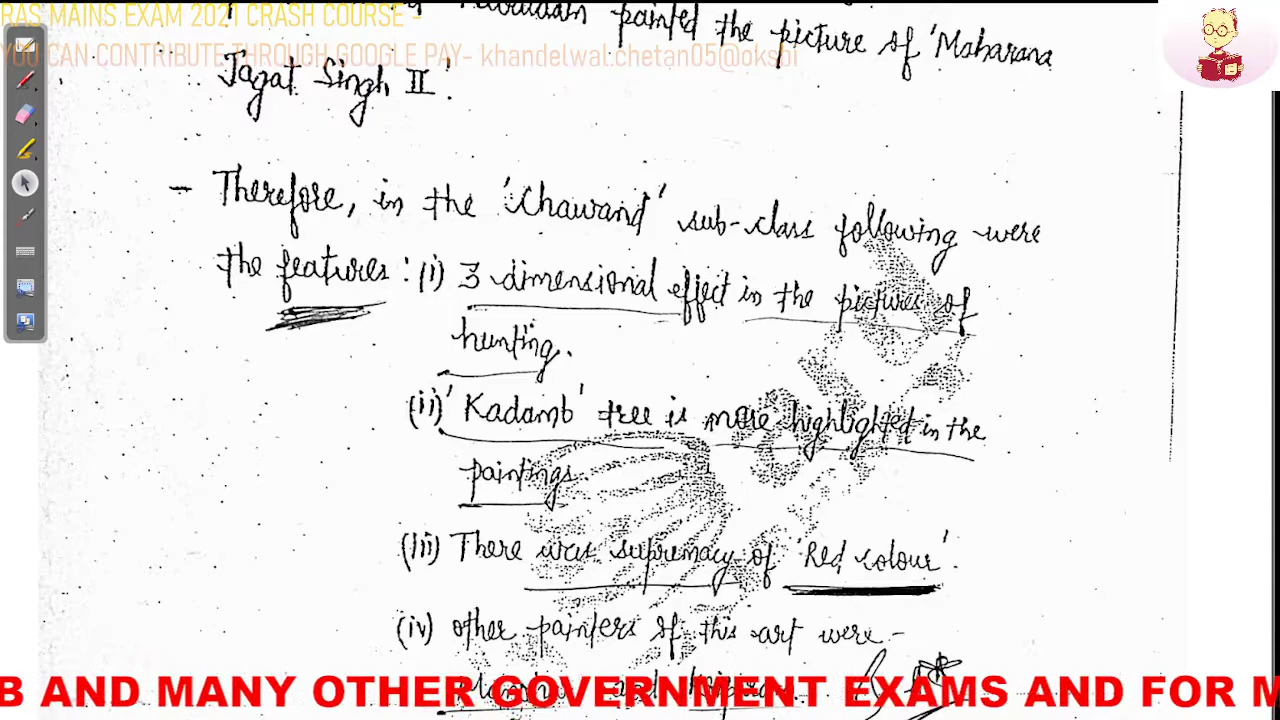 RAS MAINS EXAM 2021 CRASH COURSE -
YOU CAN CONTRIBUTE THROUGH GOOGLE PAY- khandelwal.chetan05@oksbi
painted the picture of 'Maharana
Jagat Singh II'.
- Therefore, in the 'Chawand' sub-class following were
the features: (i) 3 dimensional effect in the pictures of
hunting.
(ii) 'Kadamb' tree is more highlighted in the
paintings
(iii) There was supremacy of 'Red colour'.
(iv) other painters of this art were -
and
B AND MANY OTHER GOVERNMENT EXAMS AND FOR M